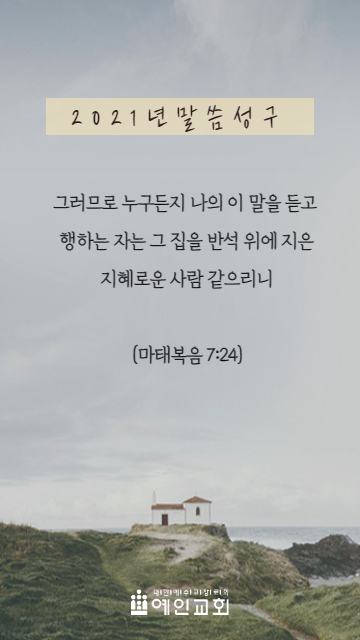 2021년말씀성구
그러므로 누구든지 나의 이 말을 듣고
행하는 자는 그 집을 반석 위에 지은
지혜로운 사람 같으리니
(마태복음 7:24)
예인교회